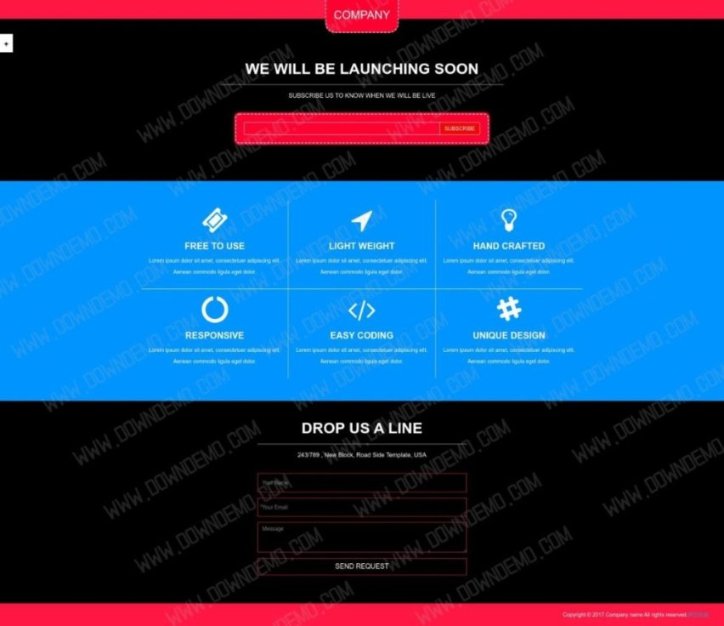 COMPANY
+
WE WILL BE LAUNCHING SOON
SUBSCRIBE US TO KNOW WHEN WE WILL BE LIVE
SUBSCRIBE
FREE TO USE
LIGHT WEIGHT
HAND CRAFTED
Lorem ipsum dolor sit amet, consectetuer adipiscing elit.
Aenean commodo ligula eget dolor.
Lorem ipsum dolor sit amet, consectetuer adipiscing elit.
Aenean commodo ligula eget dolor.
Lorem ipsum dolor sit amet, consectetuer adipiscing elit.
Aenean commodo ligula eget dolor.
RESPONSIVE
EASY CODING
UNIQUE DESIGN
Lorem ipsum dolor sit amet, consectetuer adipiscing elit.
Aenean commodo ligula eget dolor.
Lorem ipsum dolor sit amet, consectetuer adipiscing elit.
Aenean commodo ligula eget dolor.
Lorem ipsum dolor sit amet, consectetuer adipiscing elit.
Aenean commodo ligula eget dolor.
DROP US A LINE
243/789 , New Block, Road Side Template, USA
Your Name
Your Email
Message
SEND REQUEST
Copyright © 2017.Company name All rights reserved.
WWW.DOWNDEMO.COM